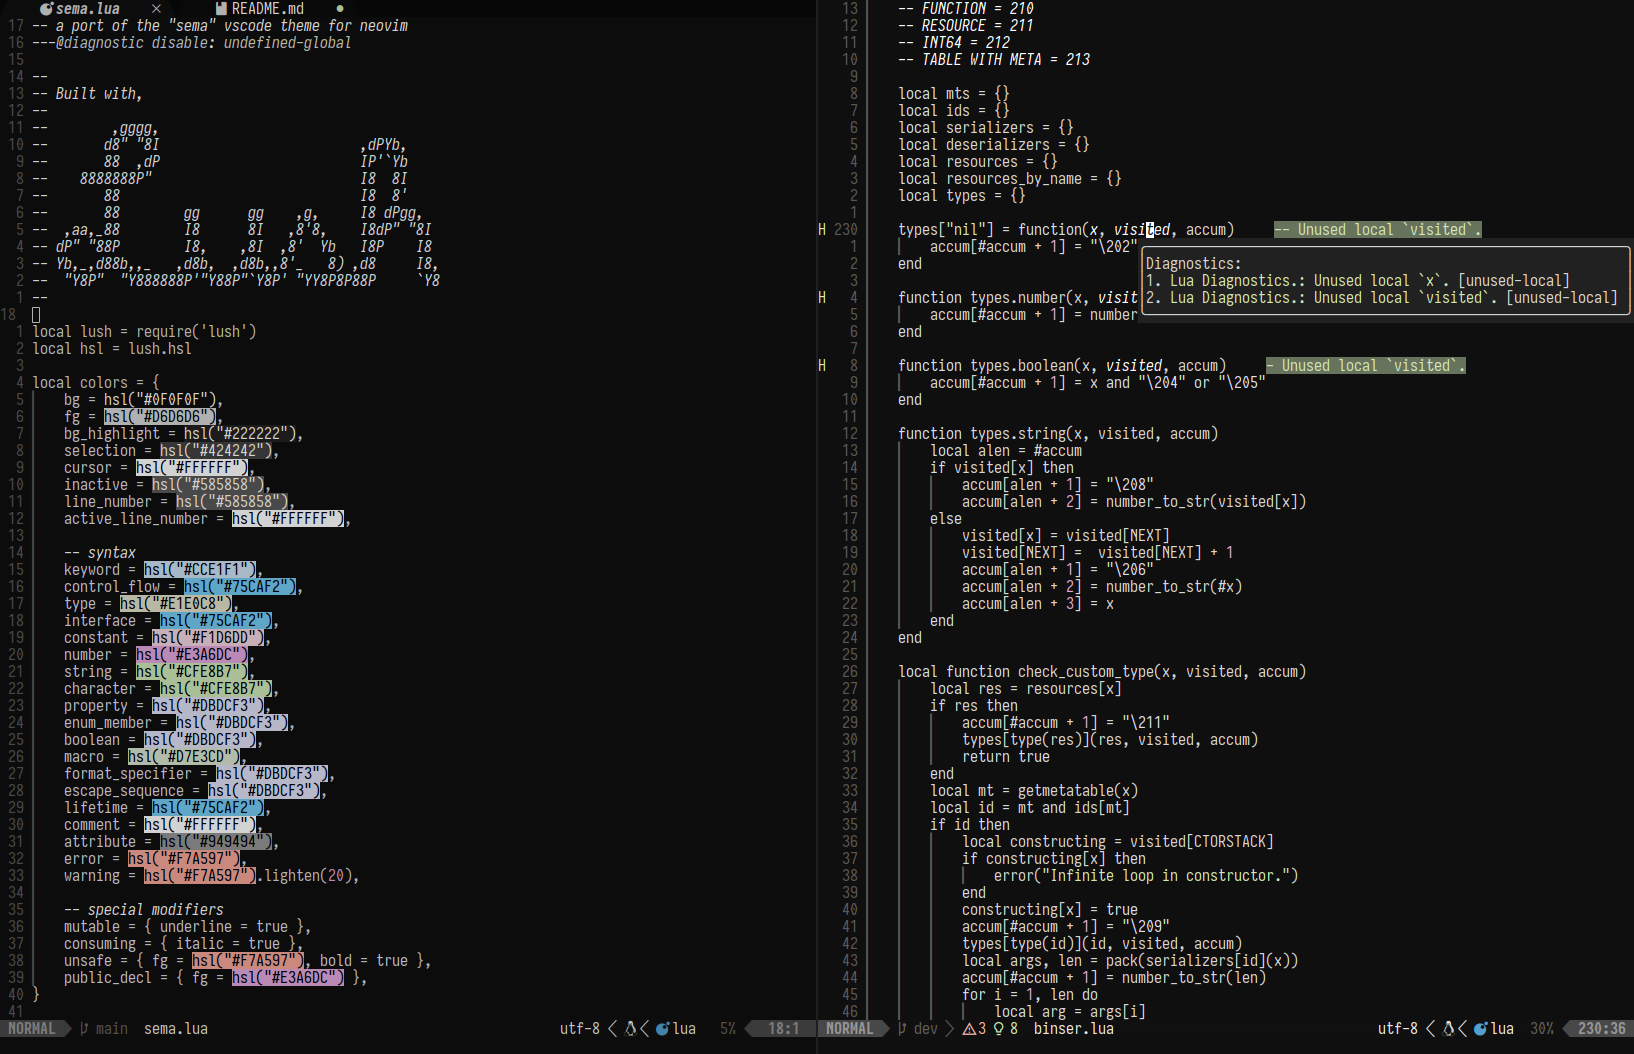 sema.lua × README.md ●
17 -- a port of the "sema" vscode theme for neovim
16 ---@diagnostic disable: undefined-global
15
14 --
13 -- Built with,
12 --
11 --        ,gggg,
10 --       d8" "8I                         ,dPYb,
9 --       88  ,dP                         IP'`Yb
8 --    8888888P"                          I8  8I
7 --       88                              I8  8'
6 --       88        gg      gg    ,g,     I8 dPgg,
5 --  ,aa,_88        I8      8I   ,8'8,    I8dP" "8I
4 -- dP" "88P        I8,    ,8I  ,8'  Yb   I8P    I8
3 -- Yb,_,d88b,,_   ,d8b,  ,d8b,,8'_   8) ,d8     I8,
2 --  "Y8P"  "Y888888P'"Y88P"`Y8P' "YY8P8P88P     `Y8
1 --
18
1 local lush = require('lush')
2 local hsl = lush.hsl
3
4 local colors = {
5     bg = hsl("#0F0F0F"),
6     fg = hsl("#D6D6D6"),
7     bg_highlight = hsl("#222222"),
8     selection = hsl("#424242"),
9     cursor = hsl("#FFFFFF"),
10     inactive = hsl("#585858"),
11     line_number = hsl("#585858"),
12     active_line_number = hsl("#FFFFFF"),
13
14     -- syntax
15     keyword = hsl("#CCE1F1"),
16     control_flow = hsl("#75CAF2"),
17     type = hsl("#E1E0C8"),
18     interface = hsl("#75CAF2"),
19     constant = hsl("#F1D6DD"),
20     number = hsl("#E3A6DC"),
21     string = hsl("#CFE8B7"),
22     character = hsl("#CFE8B7"),
23     property = hsl("#DBDCF3"),
24     enum_member = hsl("#DBDCF3"),
25     boolean = hsl("#DBDCF3"),
26     macro = hsl("#D7E3CD"),
27     format_specifier = hsl("#DBDCF3"),
28     escape_sequence = hsl("#DBDCF3"),
29     lifetime = hsl("#75CAF2"),
30     comment = hsl("#FFFFFF"),
31     attribute = hsl("#949494"),
32     error = hsl("#F7A597"),
33     warning = hsl("#F7A597").lighten(20),
34
35     -- special modifiers
36     mutable = { underline = true },
37     consuming = { italic = true },
38     unsafe = { fg = hsl("#F7A597"), bold = true },
39     public_decl = { fg = hsl("#E3A6DC") },
40 }
41
NORMAL main sema.lua utf-8 < < lua 5% 18:1
13 -- FUNCTION = 210
12 -- RESOURCE = 211
11 -- INT64 = 212
10 -- TABLE WITH META = 213
9
8 local mts = {}
7 local ids = {}
6 local serializers = {}
5 local deserializers = {}
4 local resources = {}
3 local resources_by_name = {}
2 local types = {}
1
H 230 types["nil"] = function(x, visited, accum)     -- Unused local `visited`.
1     accum[#accum + 1] = "\202"
2 end
3
H 4 function types.number(x, visit
5     accum[#accum + 1] = number
6 end
7
Diagnostics:
1. Lua Diagnostics.: Unused local `x`. [unused-local]
2. Lua Diagnostics.: Unused local `visited`. [unused-local]
H 8 function types.boolean(x, visited, accum)     - Unused local `visited`.
9     accum[#accum + 1] = x and "\204" or "\205"
10 end
11
12 function types.string(x, visited, accum)
13     local alen = #accum
14     if visited[x] then
15         accum[alen + 1] = "\208"
16         accum[alen + 2] = number_to_str(visited[x])
17     else
18         visited[x] = visited[NEXT]
19         visited[NEXT] =  visited[NEXT] + 1
20         accum[alen + 1] = "\206"
21         accum[alen + 2] = number_to_str(#x)
22         accum[alen + 3] = x
23     end
24 end
25
26 local function check_custom_type(x, visited, accum)
27     local res = resources[x]
28     if res then
29         accum[#accum + 1] = "\211"
30         types[type(res)](res, visited, accum)
31         return true
32     end
33     local mt = getmetatable(x)
34     local id = mt and ids[mt]
35     if id then
36         local constructing = visited[CTORSTACK]
37         if constructing[x] then
38             error("Infinite loop in constructor.")
39         end
40         constructing[x] = true
41         accum[#accum + 1] = "\209"
42         types[type(id)](id, visited, accum)
43         local args, len = pack(serializers[id](x))
44         accum[#accum + 1] = number_to_str(len)
45         for i = 1, len do
46             local arg = args[i]
NORMAL dev 3 8 binser.lua utf-8 < < lua 30% 230:36